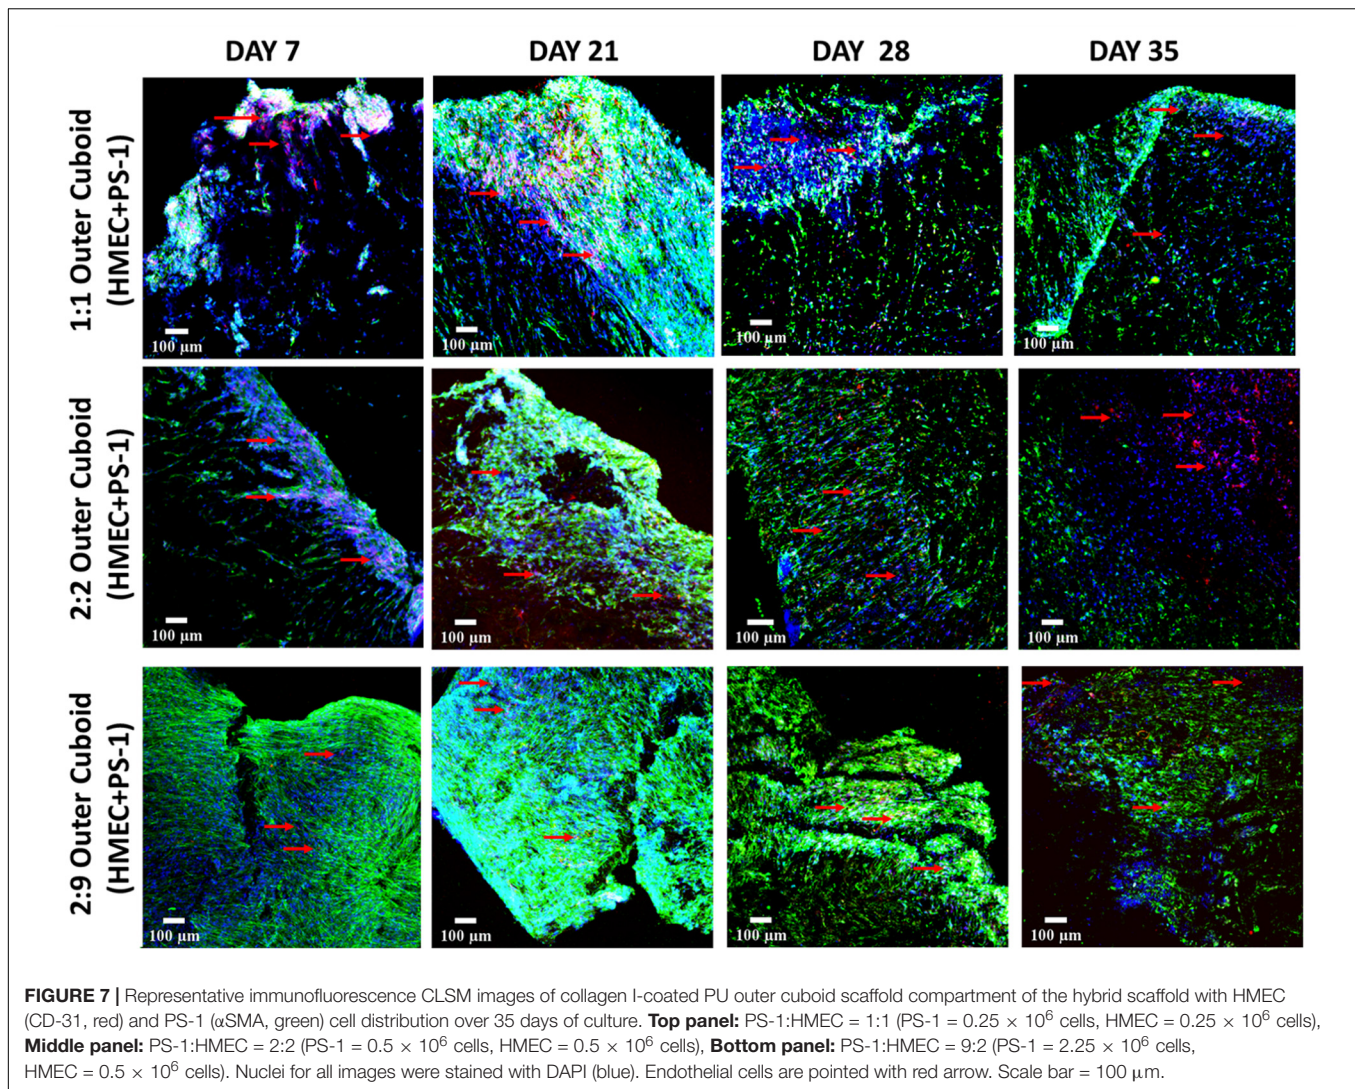 DAY 7 DAY 21 DAY 28 DAY 35
1:1 Outer Cuboid
(HMEC+PS-1)
100 µm 100 µm 100 µm 100 µm
2:2 Outer Cuboid
(HMEC+PS-1)
100 µm 100 µm 100 µm 100 µm
2:9 Outer Cuboid
(HMEC+PS-1)
100 µm 100 µm 100 µm 100 µm
FIGURE 7 | Representative immunofluorescence CLSM images of collagen I-coated PU outer cuboid scaffold compartment of the hybrid scaffold with HMEC
(CD-31, red) and PS-1 (αSMA, green) cell distribution over 35 days of culture. Top panel: PS-1:HMEC = 1:1 (PS-1 = 0.25 × 10⁶ cells, HMEC = 0.25 × 10⁶ cells),
Middle panel: PS-1:HMEC = 2:2 (PS-1 = 0.5 × 10⁶ cells, HMEC = 0.5 × 10⁶ cells), Bottom panel: PS-1:HMEC = 9:2 (PS-1 = 2.25 × 10⁶ cells,
HMEC = 0.5 × 10⁶ cells). Nuclei for all images were stained with DAPI (blue). Endothelial cells are pointed with red arrow. Scale bar = 100 µm.